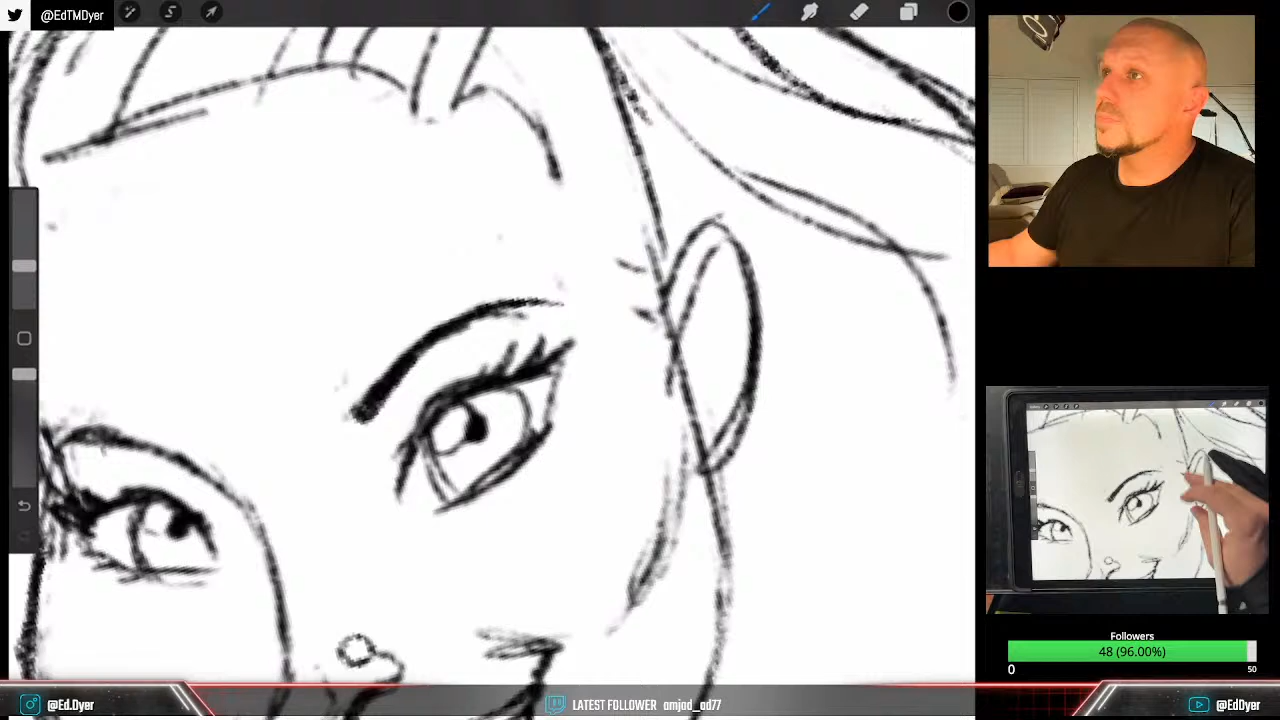 @EdTMDyer
Followers
48 (96.00%)
0
50
@Ed.Dyer
LATEST FOLLOWER amjad_ad77
@EdDyer